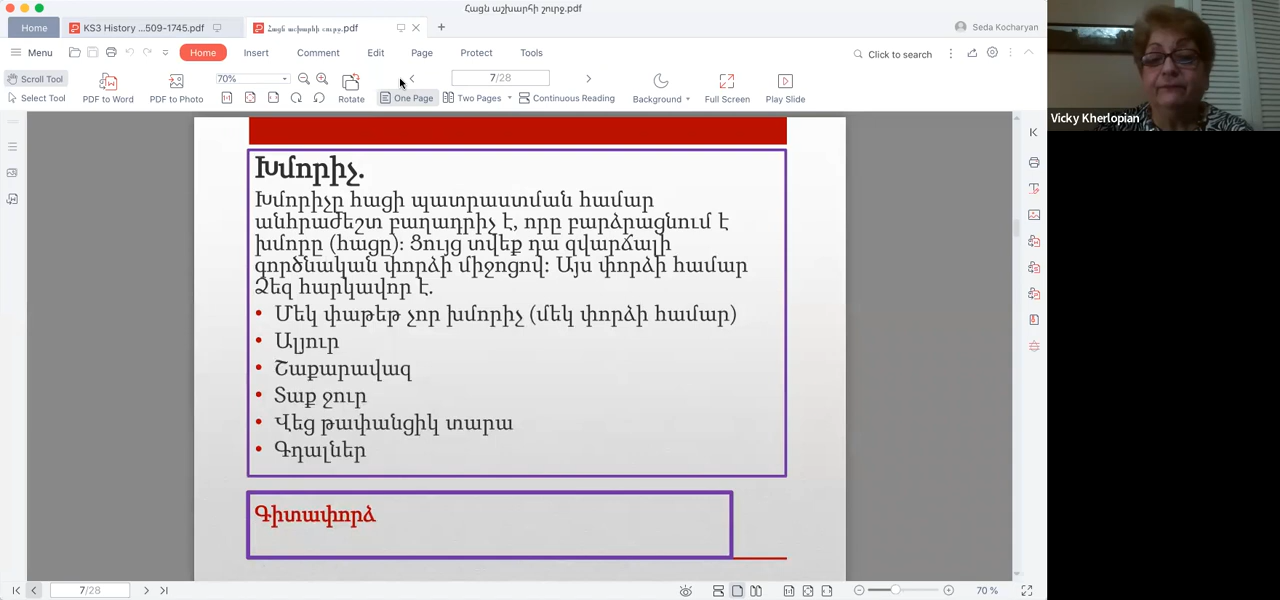 Հացն աշխարհի շուրջ.pdf
Home
KS3 History ...509-1745.pdf
Հացն աշխարհի շուրջ.pdf
Seda Kocharyan
Menu
Home
Insert
Comment
Edit
Page
Protect
Tools
Click to search
Scroll Tool
Select Tool
PDF to Word
PDF to Photo
70%
Rotate
7/28
One Page
Two Pages
Continuous Reading
Background
Full Screen
Play Slide
Vicky Kherlopian
Խմորիչ.
Խմորիչը հացի պատրաստման համար
անհրաժեշտ բաղադրիչ է, որը բարձրացնում է
խմորը (հացը)։ Ցույց տվեք դա զվարճալի
գործնական փորձի միջոցով։ Այս փորձի համար
Ձեզ հարկավոր է.
• Մեկ փաթեթ չոր խմորիչ (մեկ փորձի համար)
• Ալյուր
• Շաքարավազ
• Տաք ջուր
• Վեց թափանցիկ տարա
• Գդալներ
Գիտափորձ
7/28
70 %